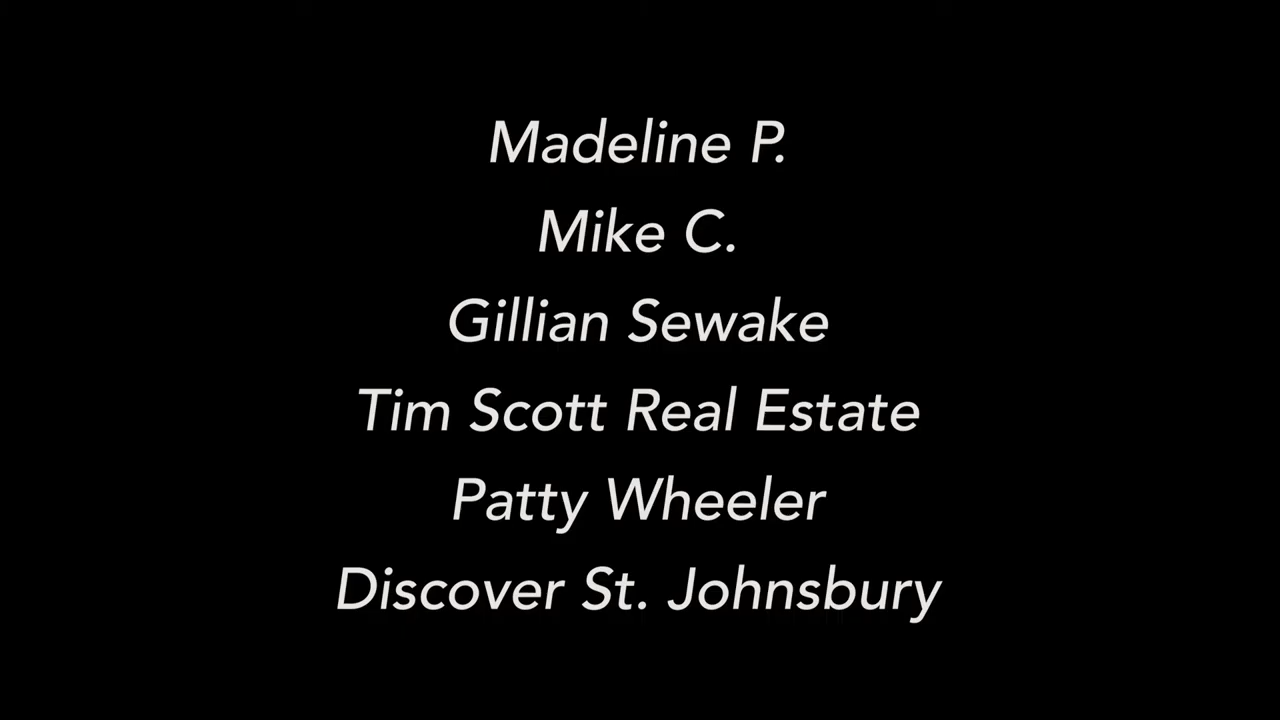 Madeline P.
Mike C.
Gillian Sewake
Tim Scott Real Estate
Patty Wheeler
Discover St. Johnsbury